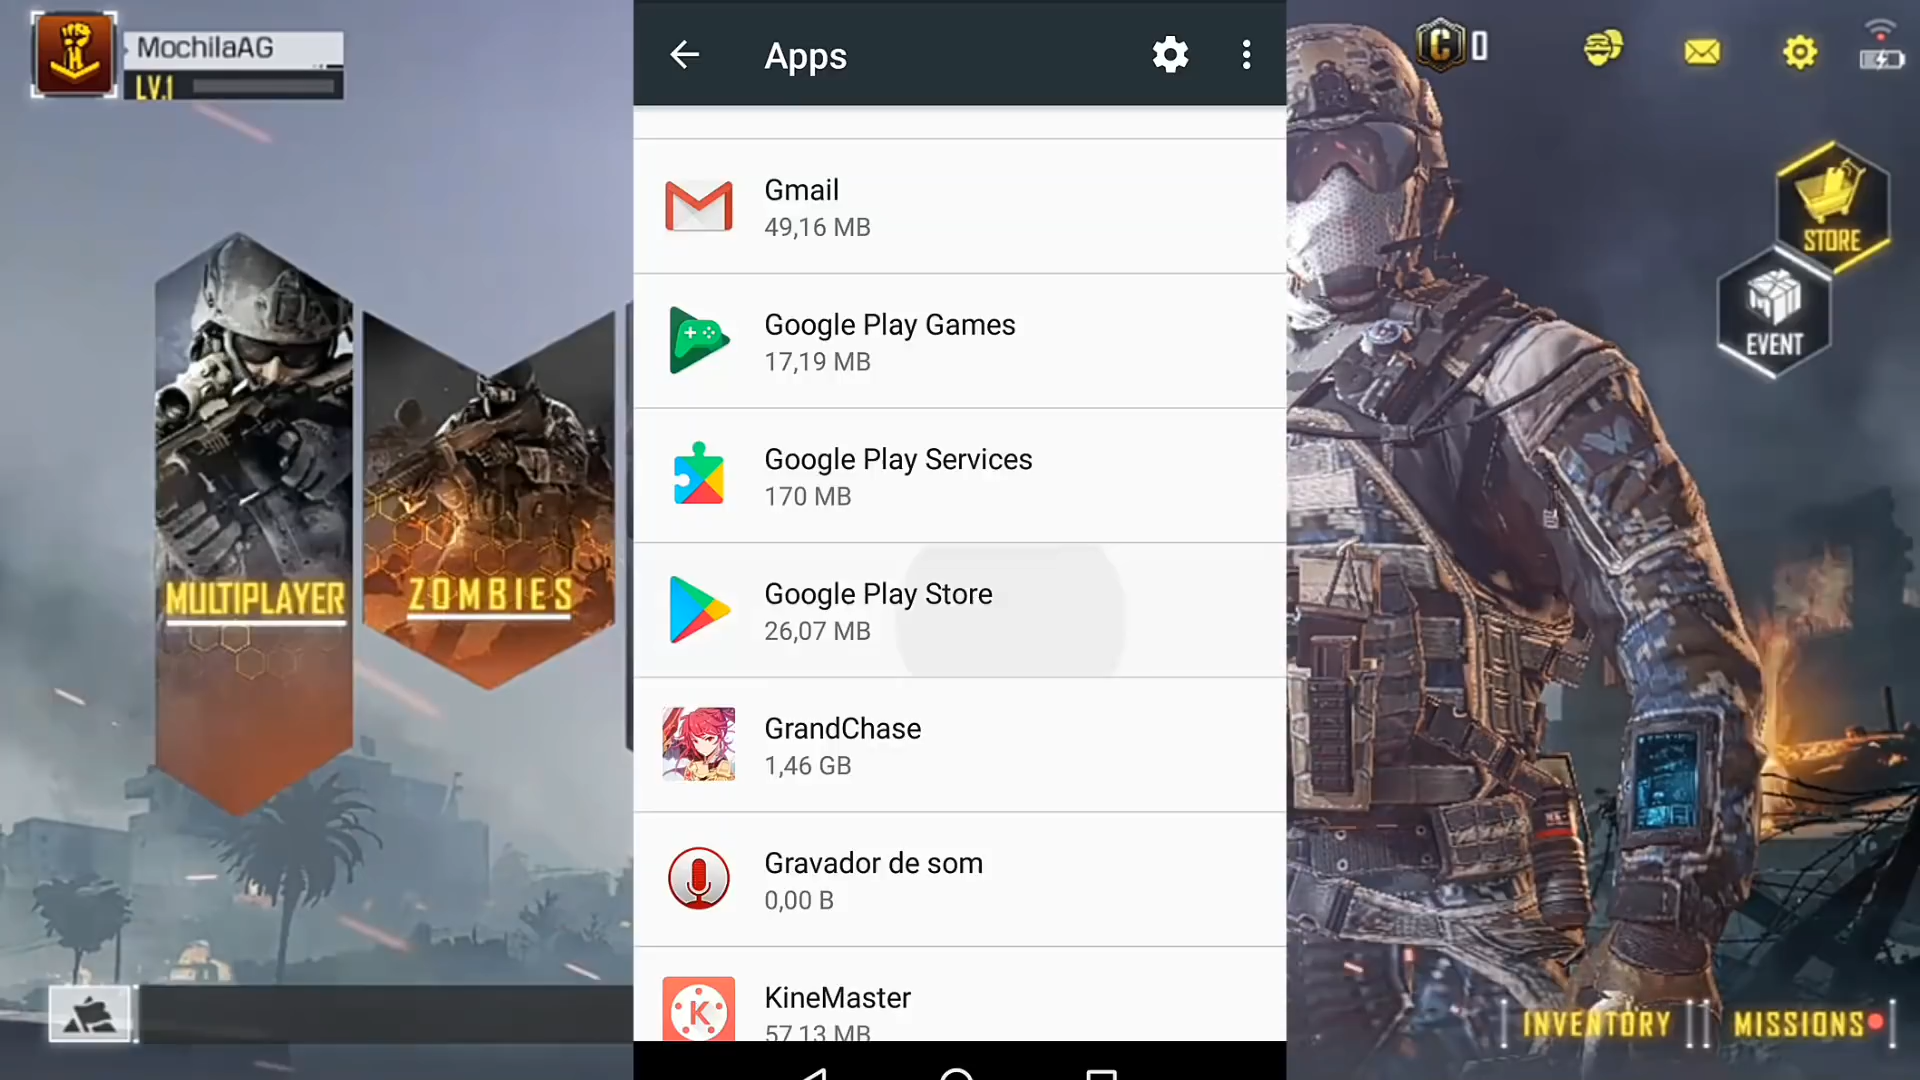 MochilaAG
LV.1
MULTIPLAYER
ZOMBIES
Apps
Gmail
49,16 MB
Google Play Games
17,19 MB
Google Play Services
170 MB
Google Play Store
26,07 MB
GrandChase
1,46 GB
Gravador de som
0,00 B
KineMaster
57,13 MB
0
STORE
EVENT
INVENTORY
MISSIONS